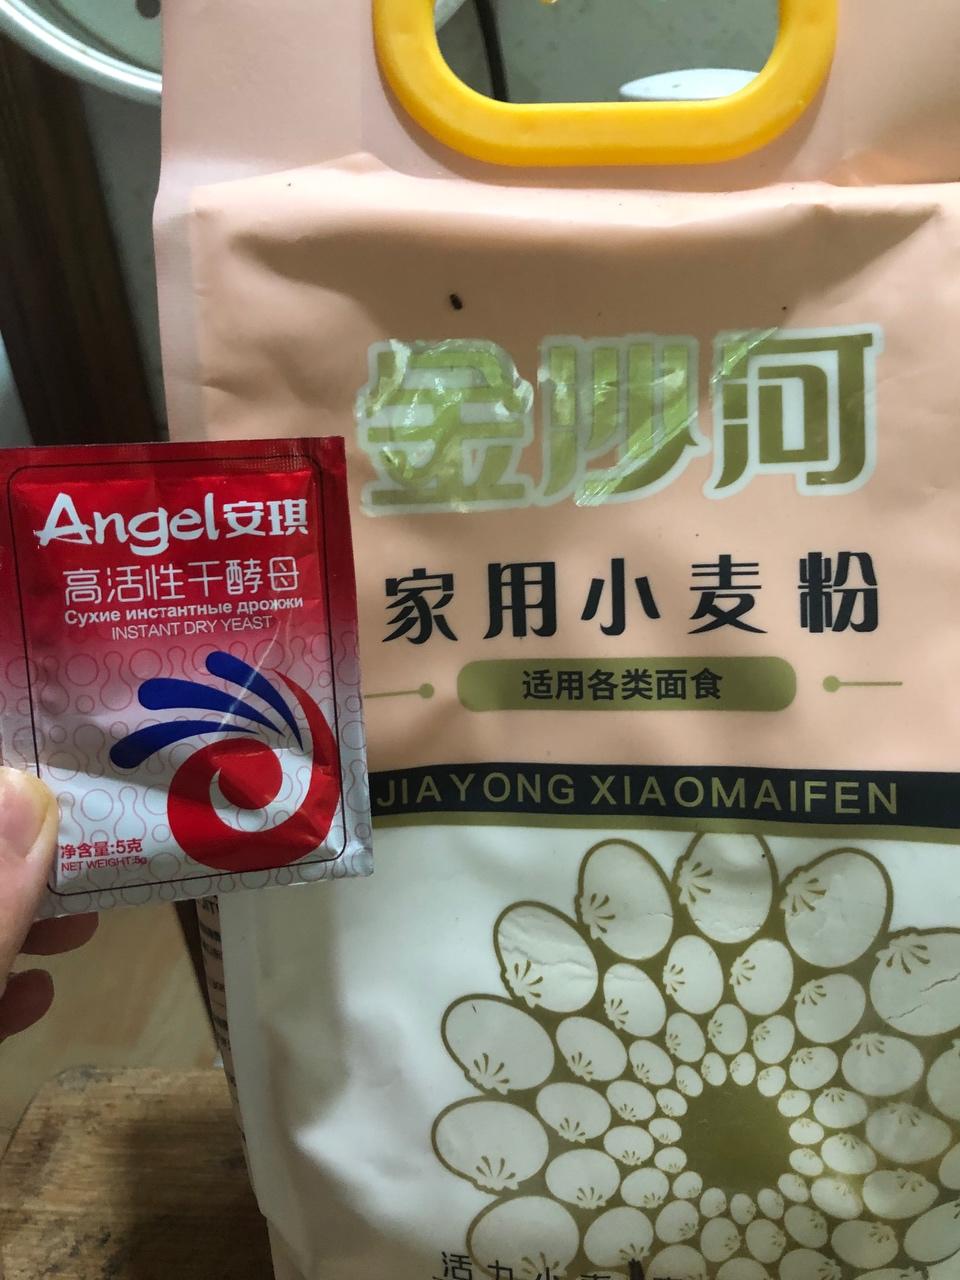 金沙河
家用小麦粉
适用各类面食
JIAYONG XIAOMAIFEN
Angel安琪
高活性干酵母
Сухие инстантные дрожжи
INSTANT DRY YEAST
净含量:5克
NET WEIGHT:5g